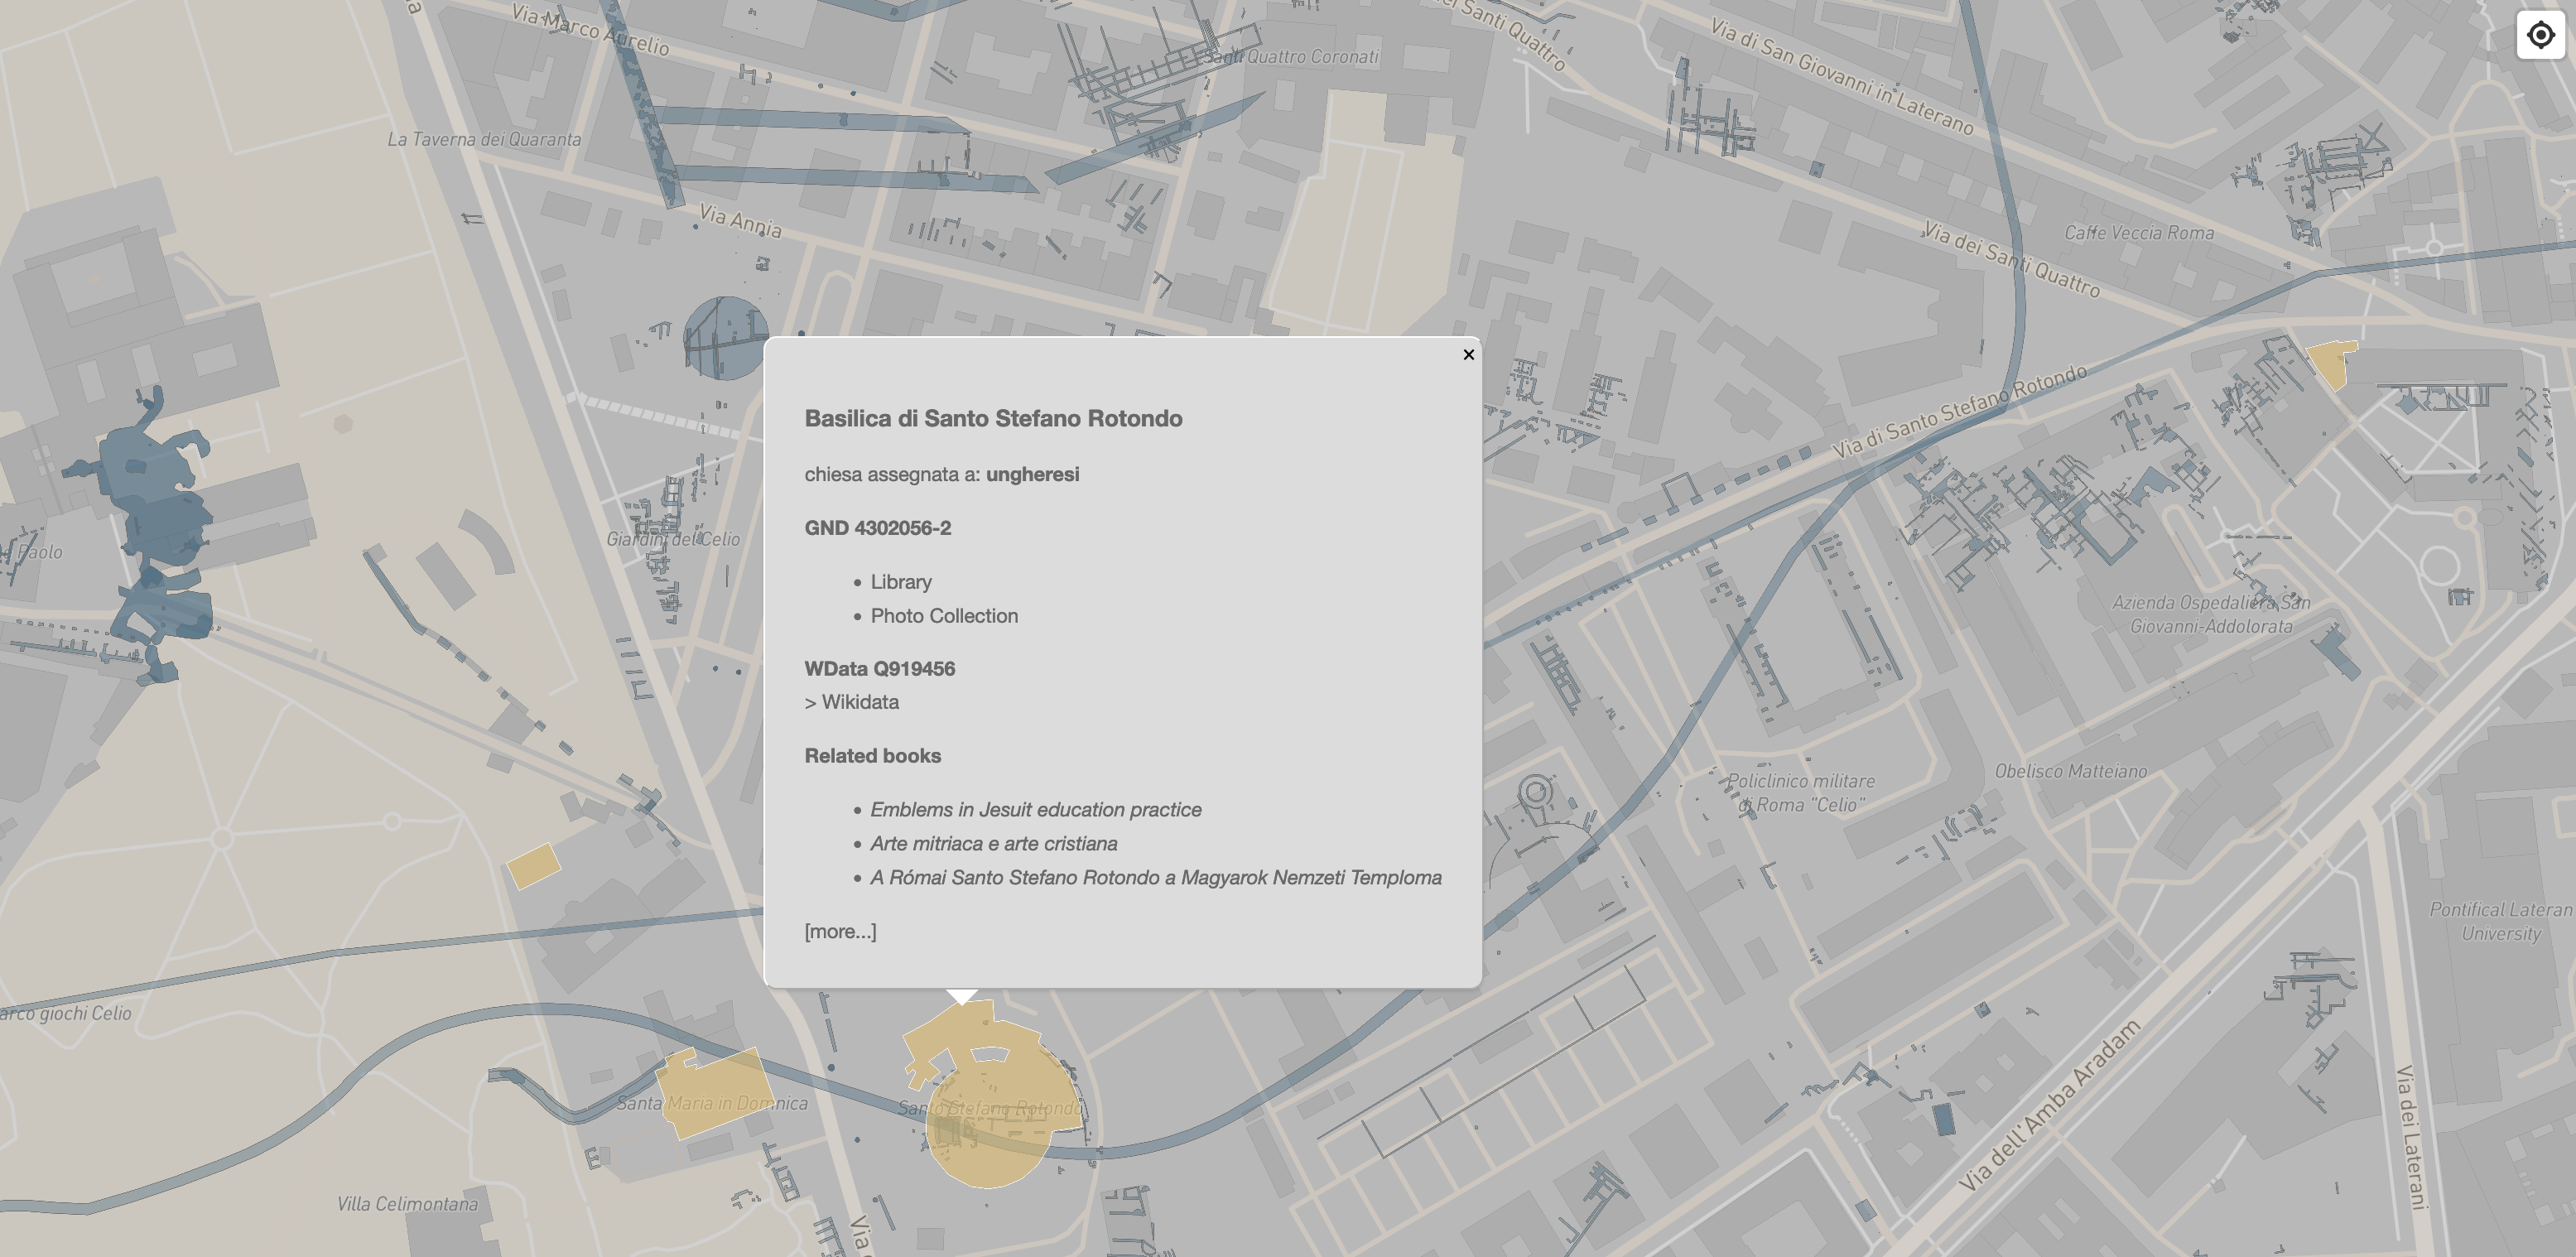 Via Marco Aurelio
Santi Quattro Coronati
Santi Quattro
Via di San Giovanni in Laterano
La Taverna dei Quaranta
Via Annia
Caffe Veccia Roma
Via dei Santi Quattro
×
Basilica di Santo Stefano Rotondo
chiesa assegnata a: ungheresi
GND 4302056-2
• Library
• Photo Collection
WData Q919456
> Wikidata
Related books
• Emblems in Jesuit education practice
• Arte mitriaca e arte cristiana
• A Római Santo Stefano Rotondo a Magyarok Nemzeti Temploma
[more...]
Via di Santo Stefano Rotondo
Paolo
Giardini del Celio
Azienda Ospedaliera San
Giovanni-Addolorata
Policlinico militare
di Roma "Celio"
Obelisco Matteiano
Pontifical Lateran
University
arco giochi Celio
Santa Maria in Domnica
Santo Stefano Rotondo
Via dell'Amba Aradam
Via dei Laterani
Villa Celimontana
Via